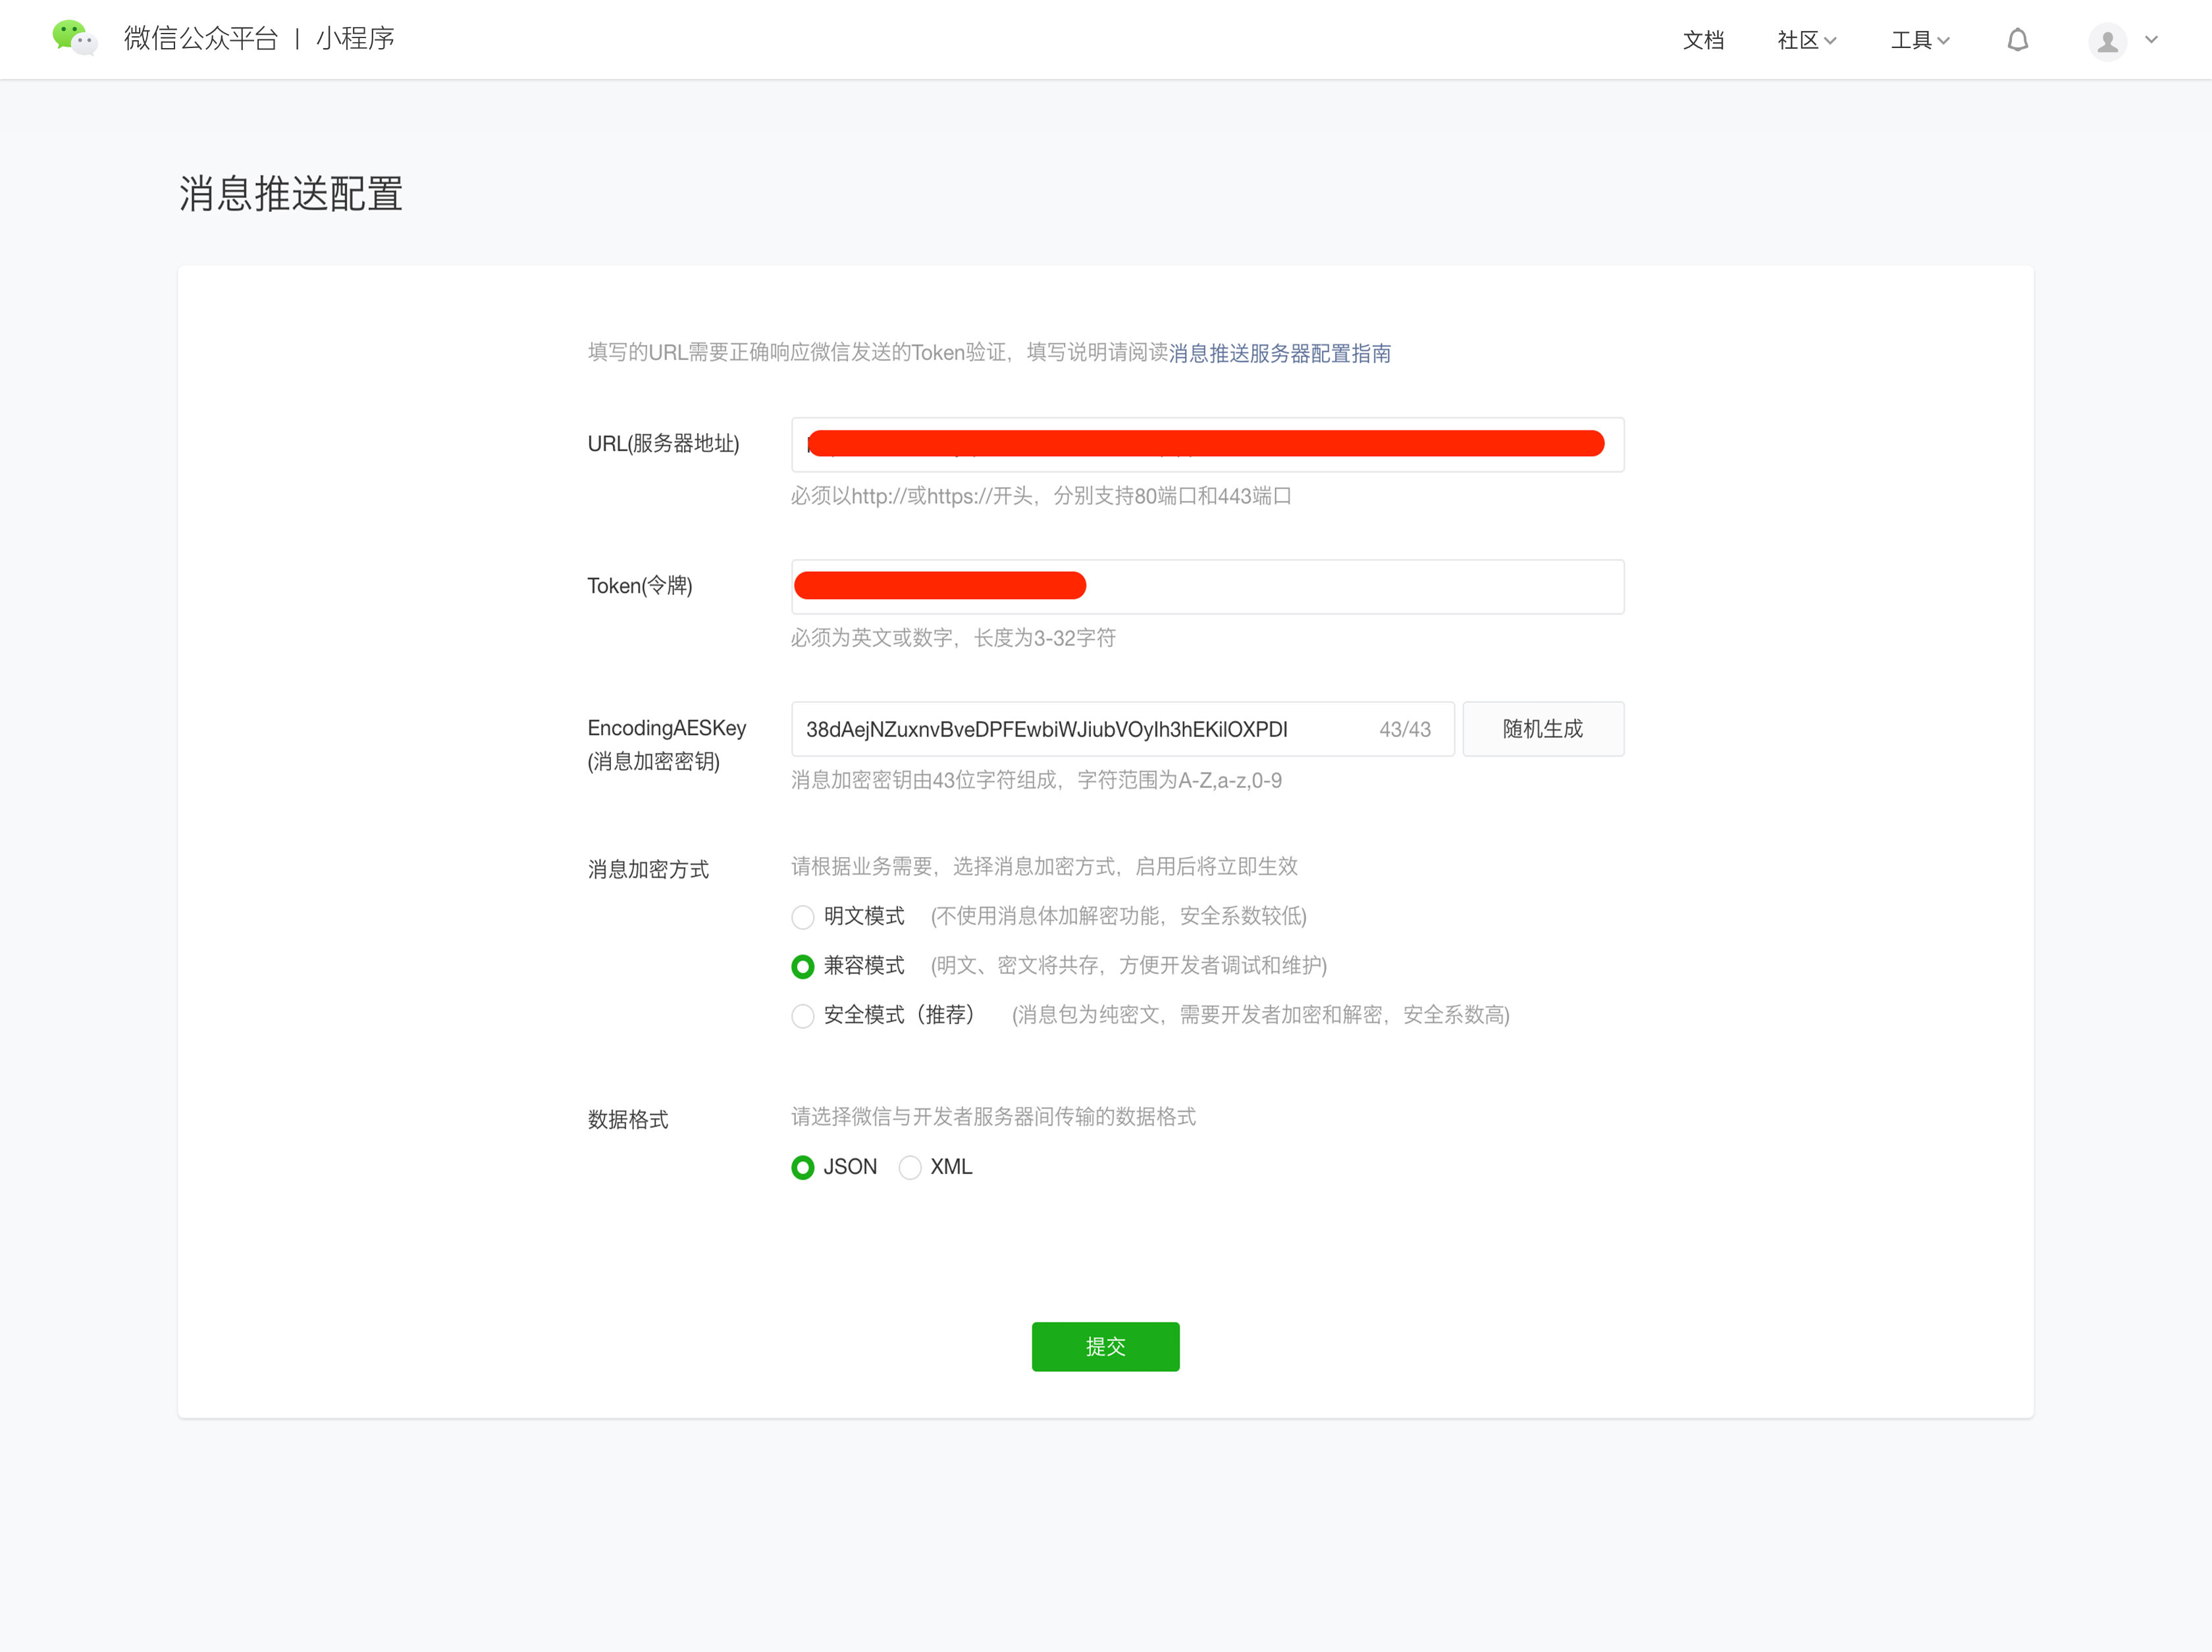 微信公众平台 | 小程序
文档 社区 工具
消息推送配置
填写的URL需要正确响应微信发送的Token验证，填写说明请阅读消息推送服务器配置指南
URL(服务器地址)
必须以http://或https://开头，分别支持80端口和443端口
Token(令牌)
必须为英文或数字，长度为3-32字符
EncodingAESKey
(消息加密密钥)
38dAejNZuxnvBveDPFEwbiWJiubVOyIh3hEKilOXPDI 43/43 随机生成
消息加密密钥由43位字符组成，字符范围为A-Z,a-z,0-9
消息加密方式
请根据业务需要，选择消息加密方式，启用后将立即生效
明文模式 (不使用消息体加解密功能，安全系数较低)
兼容模式 (明文、密文将共存，方便开发者调试和维护)
安全模式（推荐） (消息包为纯密文，需要开发者加密和解密，安全系数高)
数据格式
请选择微信与开发者服务器间传输的数据格式
JSON XML
提交